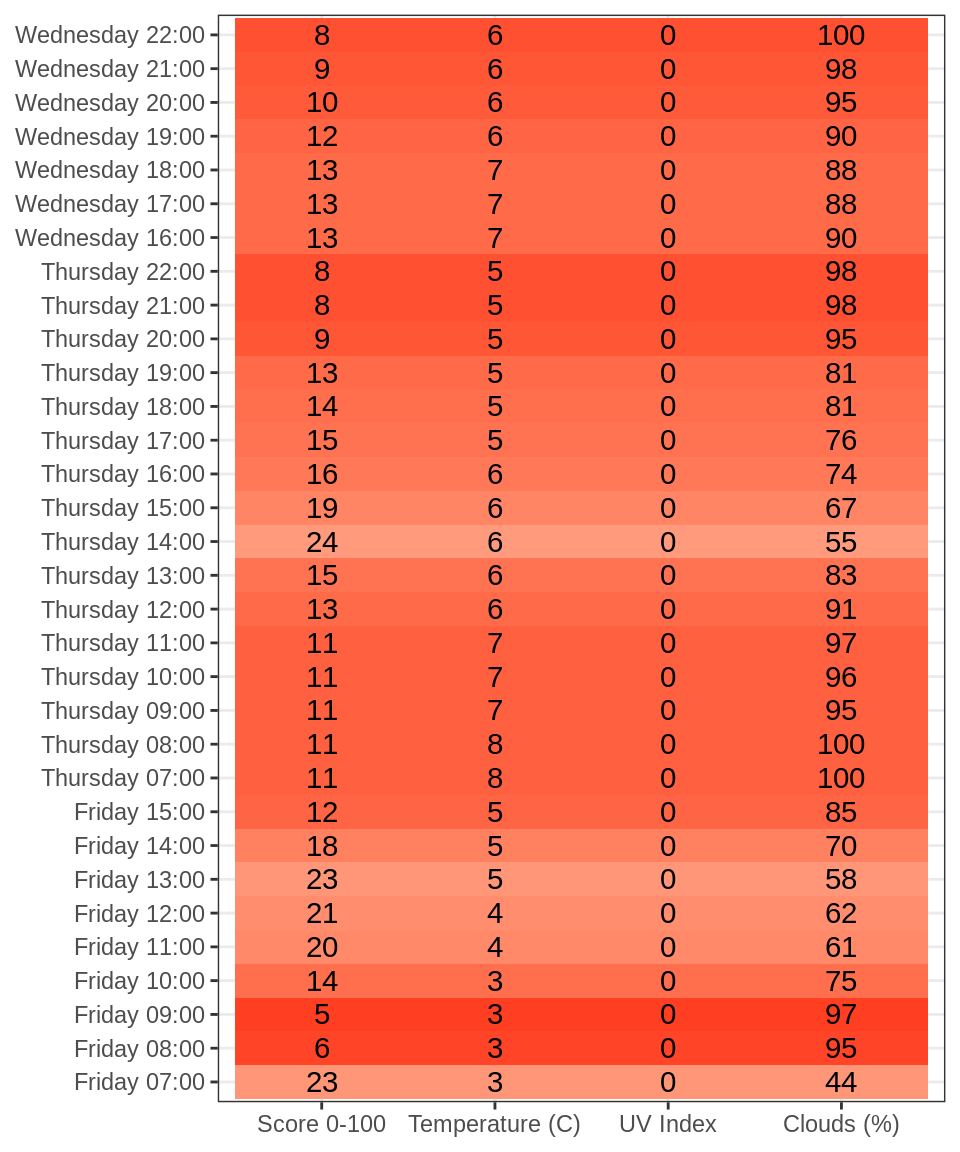 Wednesday 22:00 8 6 0 100
Wednesday 21:00 9 6 0 98
Wednesday 20:00 10 6 0 95
Wednesday 19:00 12 6 0 90
Wednesday 18:00 13 7 0 88
Wednesday 17:00 13 7 0 88
Wednesday 16:00 13 7 0 90
Thursday 22:00 8 5 0 98
Thursday 21:00 8 5 0 98
Thursday 20:00 9 5 0 95
Thursday 19:00 13 5 0 81
Thursday 18:00 14 5 0 81
Thursday 17:00 15 5 0 76
Thursday 16:00 16 6 0 74
Thursday 15:00 19 6 0 67
Thursday 14:00 24 6 0 55
Thursday 13:00 15 6 0 83
Thursday 12:00 13 6 0 91
Thursday 11:00 11 7 0 97
Thursday 10:00 11 7 0 96
Thursday 09:00 11 7 0 95
Thursday 08:00 11 8 0 100
Thursday 07:00 11 8 0 100
Friday 15:00 12 5 0 85
Friday 14:00 18 5 0 70
Friday 13:00 23 5 0 58
Friday 12:00 21 4 0 62
Friday 11:00 20 4 0 61
Friday 10:00 14 3 0 75
Friday 09:00 5 3 0 97
Friday 08:00 6 3 0 95
Friday 07:00 23 3 0 44
Score 0-100 Temperature (C) UV Index Clouds (%)